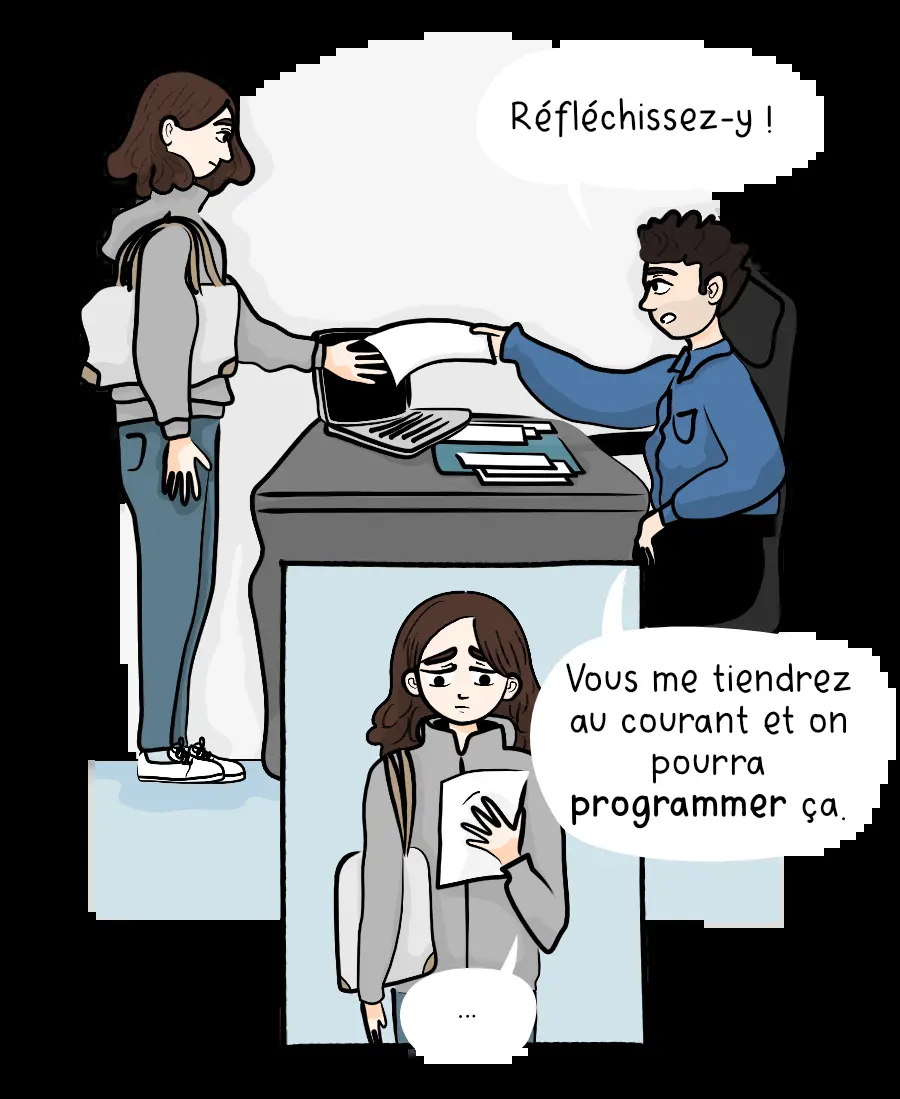 Réfléchissez-y !
Vous me tiendrez
au courant et on
pourra
programmer ça.
...